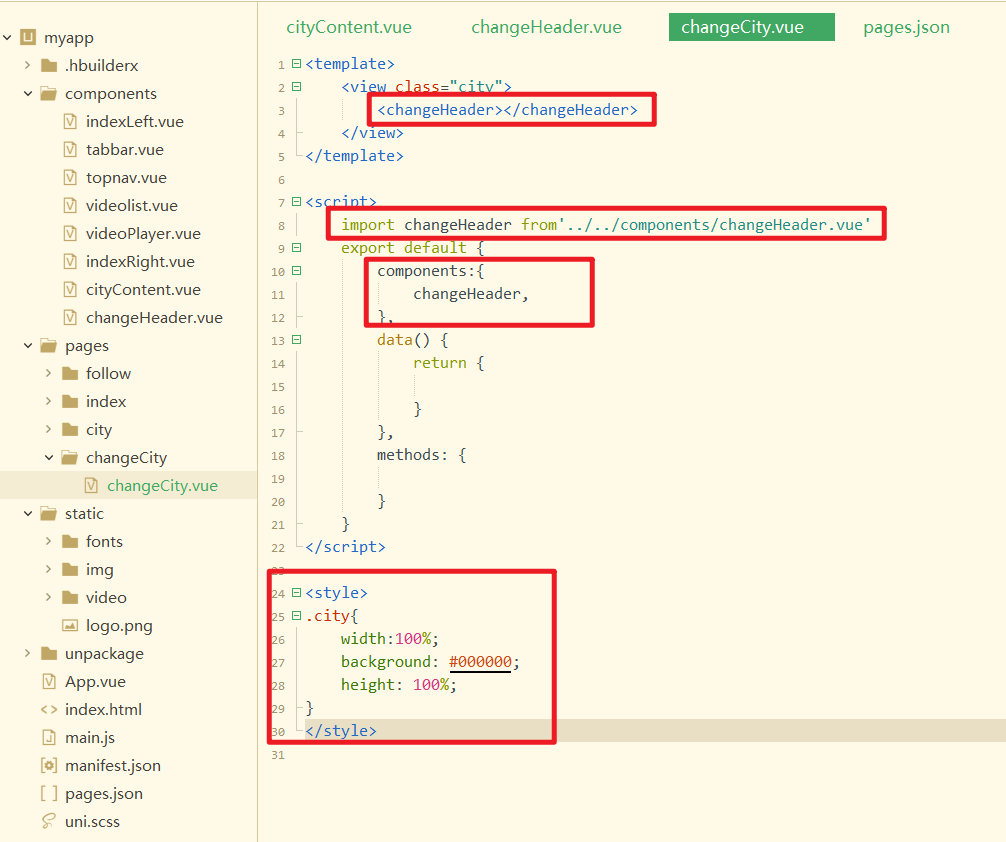 myapp
.hbuilderx
components
indexLeft.vue
tabbar.vue
topnav.vue
videolist.vue
videoPlayer.vue
indexRight.vue
cityContent.vue
changeHeader.vue
pages
follow
index
city
changeCity
changeCity.vue
static
fonts
img
video
logo.png
unpackage
App.vue
index.html
main.js
manifest.json
pages.json
uni.scss
cityContent.vue changeHeader.vue changeCity.vue pages.json
1 <template>
2 <view class="city">
3 <changeHeader></changeHeader>
4 </view>
5 </template>
6
7 <script>
8 import changeHeader from'../../components/changeHeader.vue'
9 export default {
10 components:{
11 changeHeader,
12 },
13 data() {
14 return {
15
16 }
17 },
18 methods: {
19
20 }
21 }
22 </script>
23
24 <style>
25 .city{
26 width:100%;
27 background: #000000;
28 height: 100%;
29 }
30 </style>
31